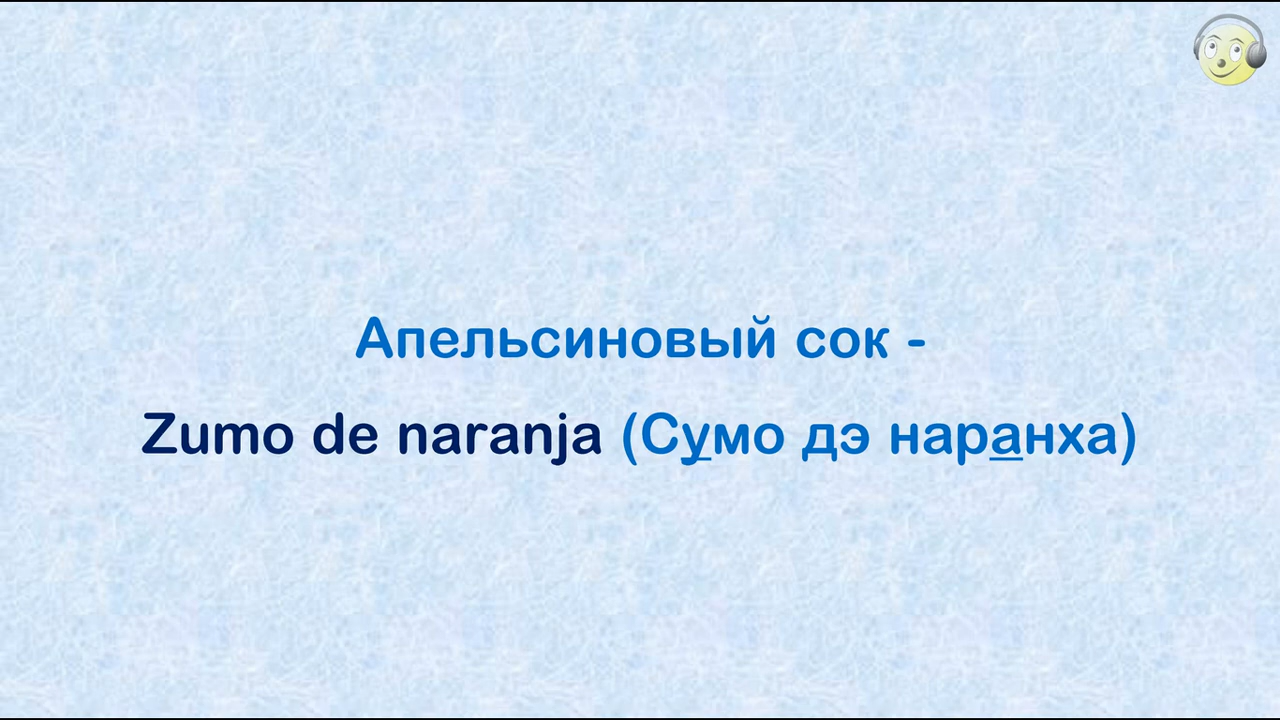 Апельсиновый сок -
Zumo de naranja (Сумо дэ наранха)